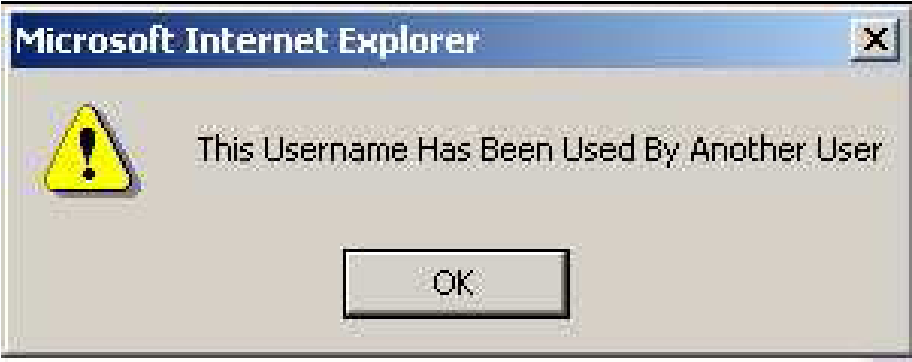 Microsoft Internet Explorer
This Username Has Been Used By Another User
OK